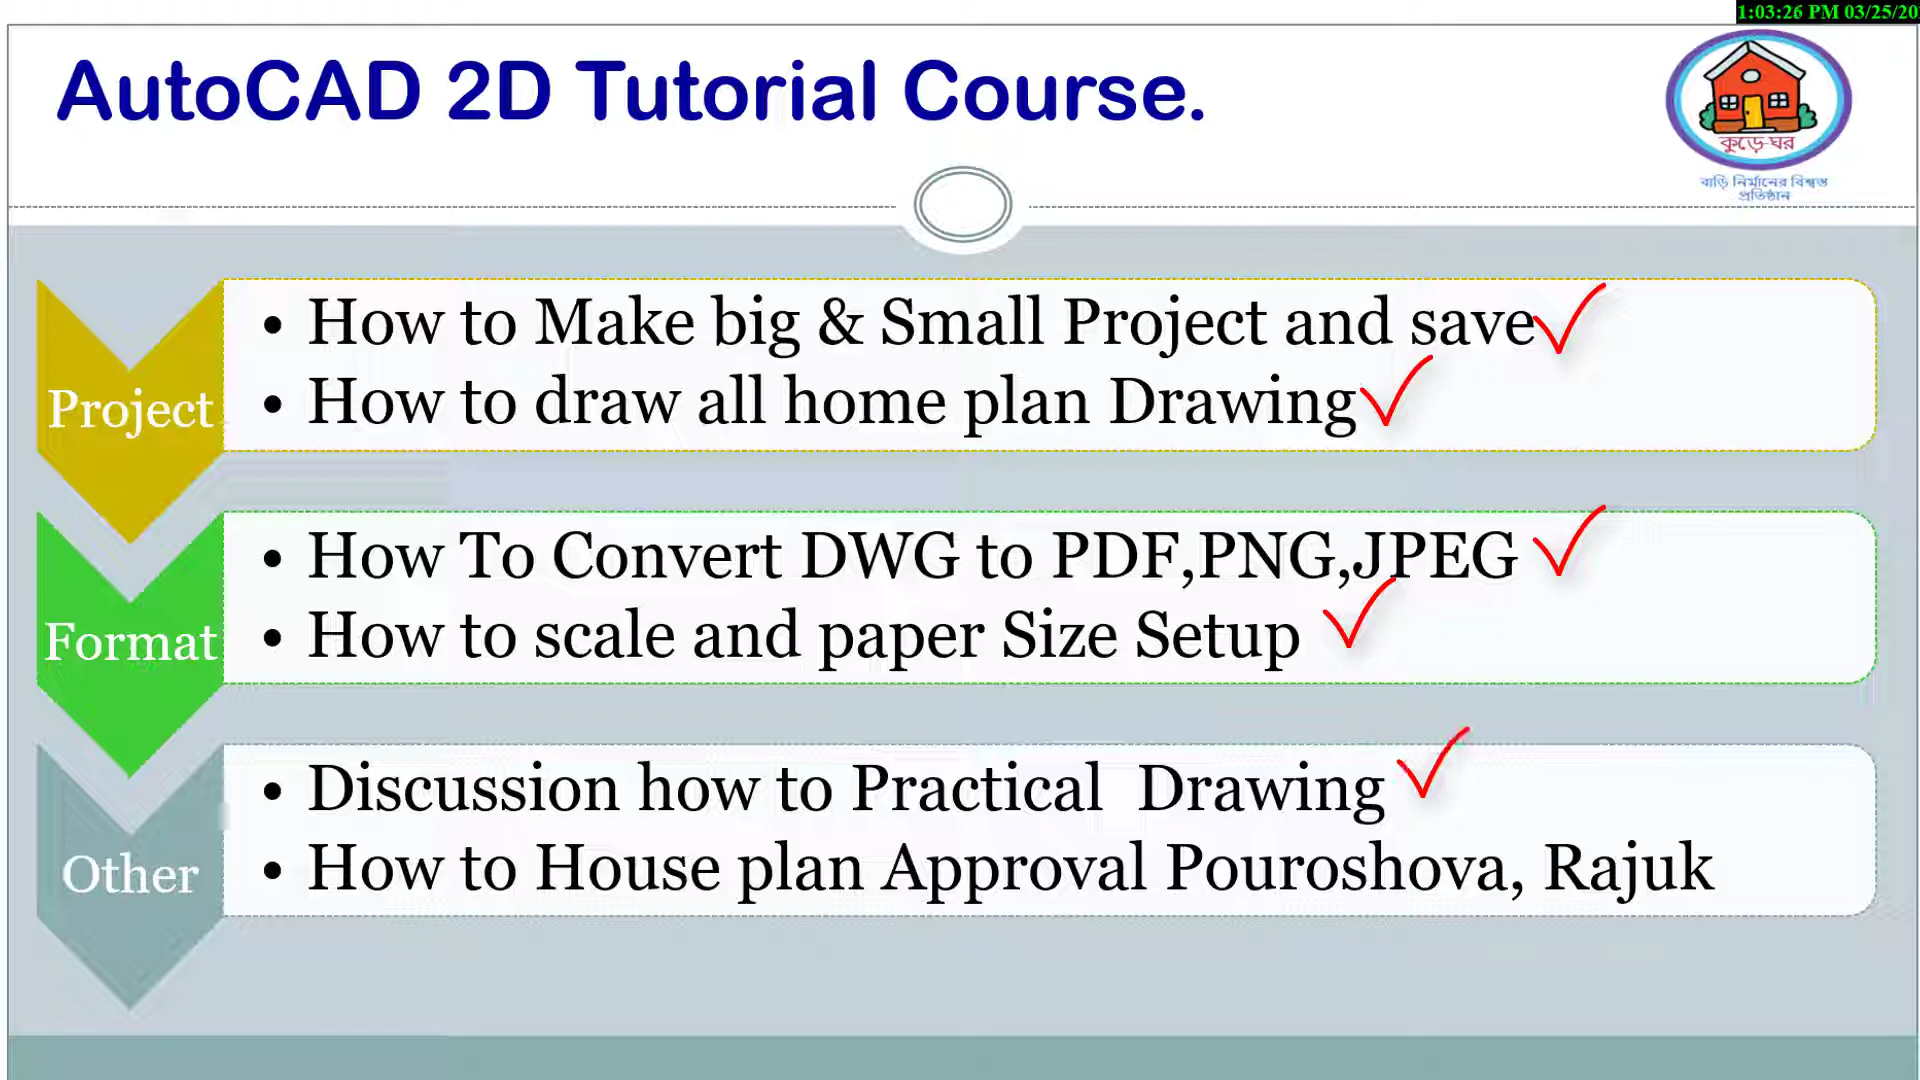 1:03:26 PM 03/25/20
AutoCAD 2D Tutorial Course.
কুড়ে-ঘর
বাড়ি নির্মানের বিশ্বস্ত
প্রতিষ্ঠান
Project
• How to Make big & Small Project and save
• How to draw all home plan Drawing
Format
• How To Convert DWG to PDF,PNG,JPEG
• How to scale and paper Size Setup
Other
• Discussion how to Practical Drawing
• How to House plan Approval Pouroshova, Rajuk